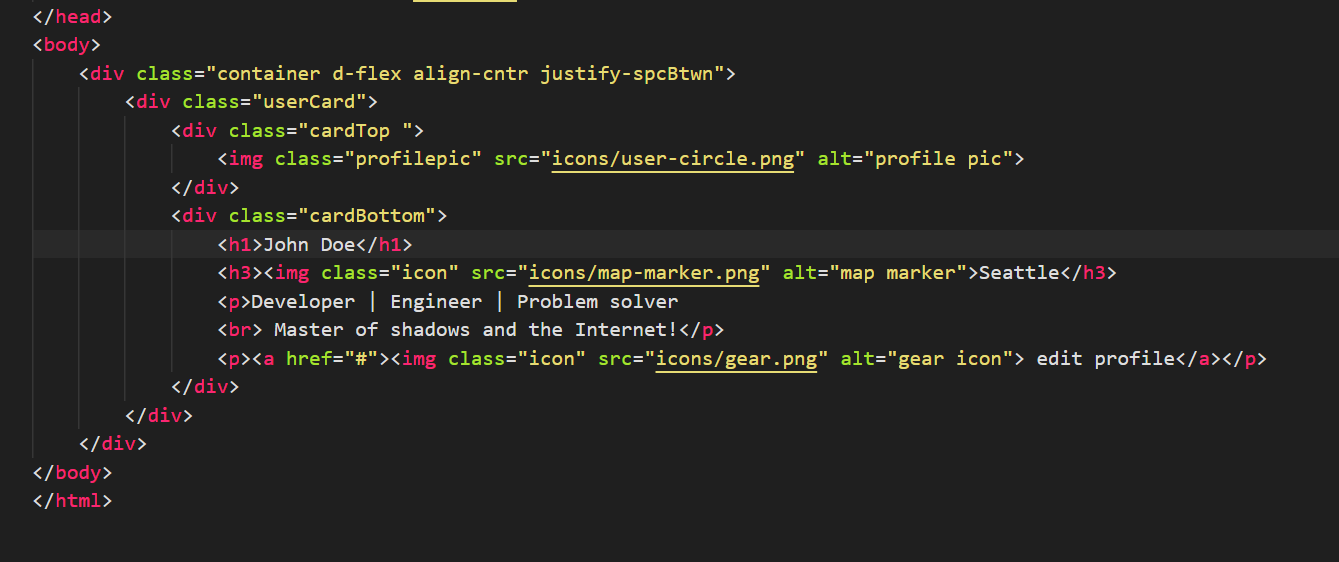 </head>
<body>
<div class="container d-flex align-cntr justify-spcBtwn">
<div class="userCard">
<div class="cardTop ">
<img class="profilepic" src="icons/user-circle.png" alt="profile pic">
</div>
<div class="cardBottom">
<h1>John Doe</h1>
<h3><img class="icon" src="icons/map-marker.png" alt="map marker">Seattle</h3>
<p>Developer | Engineer | Problem solver
<br> Master of shadows and the Internet!</p>
<p><a href="#"><img class="icon" src="icons/gear.png" alt="gear icon"> edit profile</a></p>
</div>
</div>
</div>
</body>
</html>